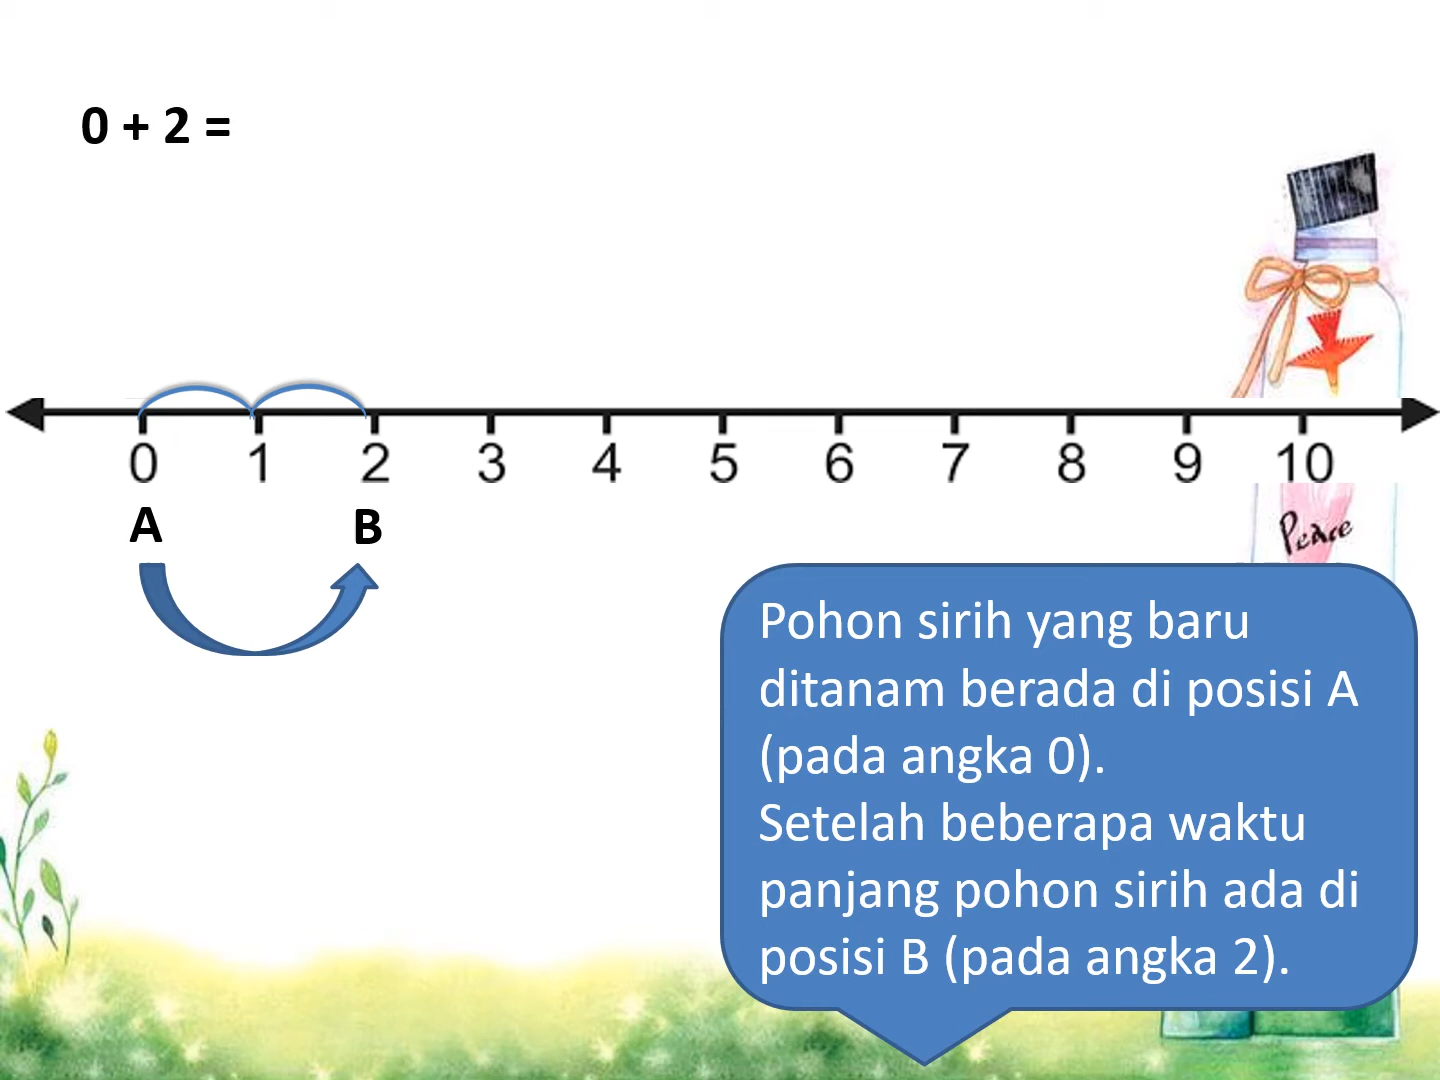 0 + 2 =
0 1 2 3 4 5 6 7 8 9 10
A B
Peace
Pohon sirih yang baru
ditanam berada di posisi A
(pada angka 0).
Setelah beberapa waktu
panjang pohon sirih ada di
posisi B (pada angka 2).